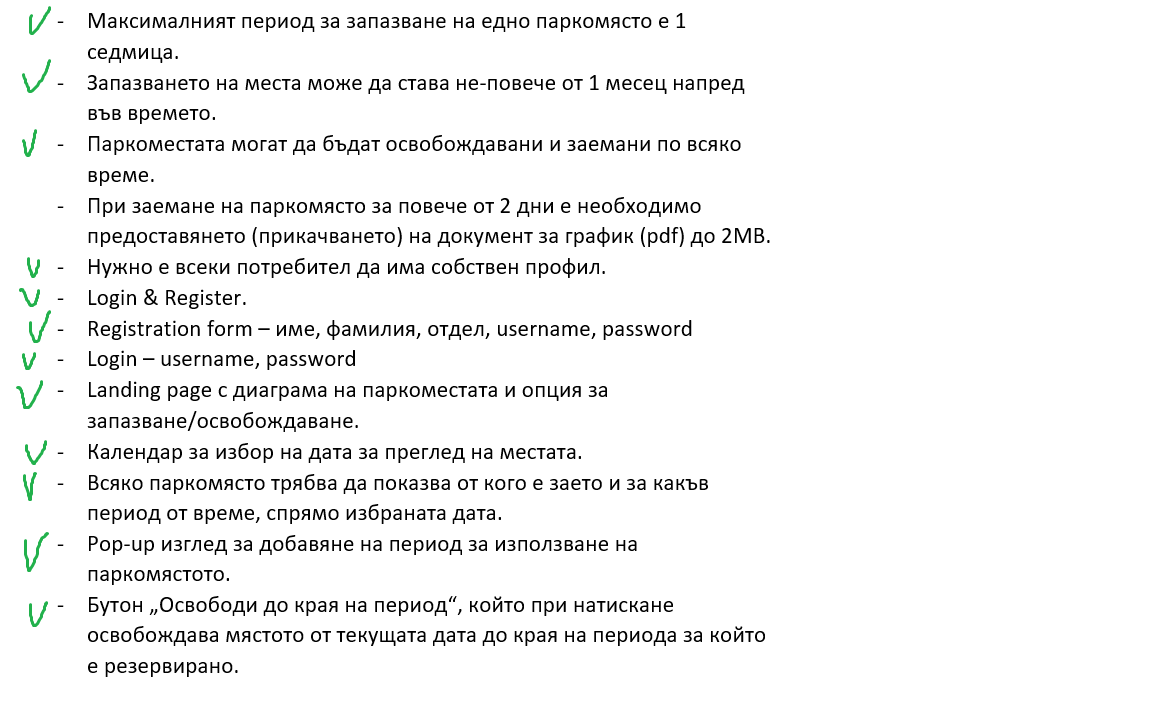 - Максималният период за запазване на едно паркомясто е 1
седмица.
- Запазването на места може да става не-повече от 1 месец напред
във времето.
- Паркоместата могат да бъдат освобождавани и заемани по всяко
време.
- При заемане на паркомясто за повече от 2 дни е необходимо
предоставянето (прикачването) на документ за график (pdf) до 2MB.
- Нужно е всеки потребител да има собствен профил.
- Login & Register.
- Registration form – име, фамилия, отдел, username, password
- Login – username, password
- Landing page с диаграма на паркоместата и опция за
запазване/освобождаване.
- Календар за избор на дата за преглед на местата.
- Всяко паркомясто трябва да показва от кого е заето и за какъв
период от време, спрямо избраната дата.
- Pop-up изглед за добавяне на период за използване на
паркомястото.
- Бутон „Освободи до края на период“, който при натискане
освобождава мястото от текущата дата до края на периода за който
е резервирано.